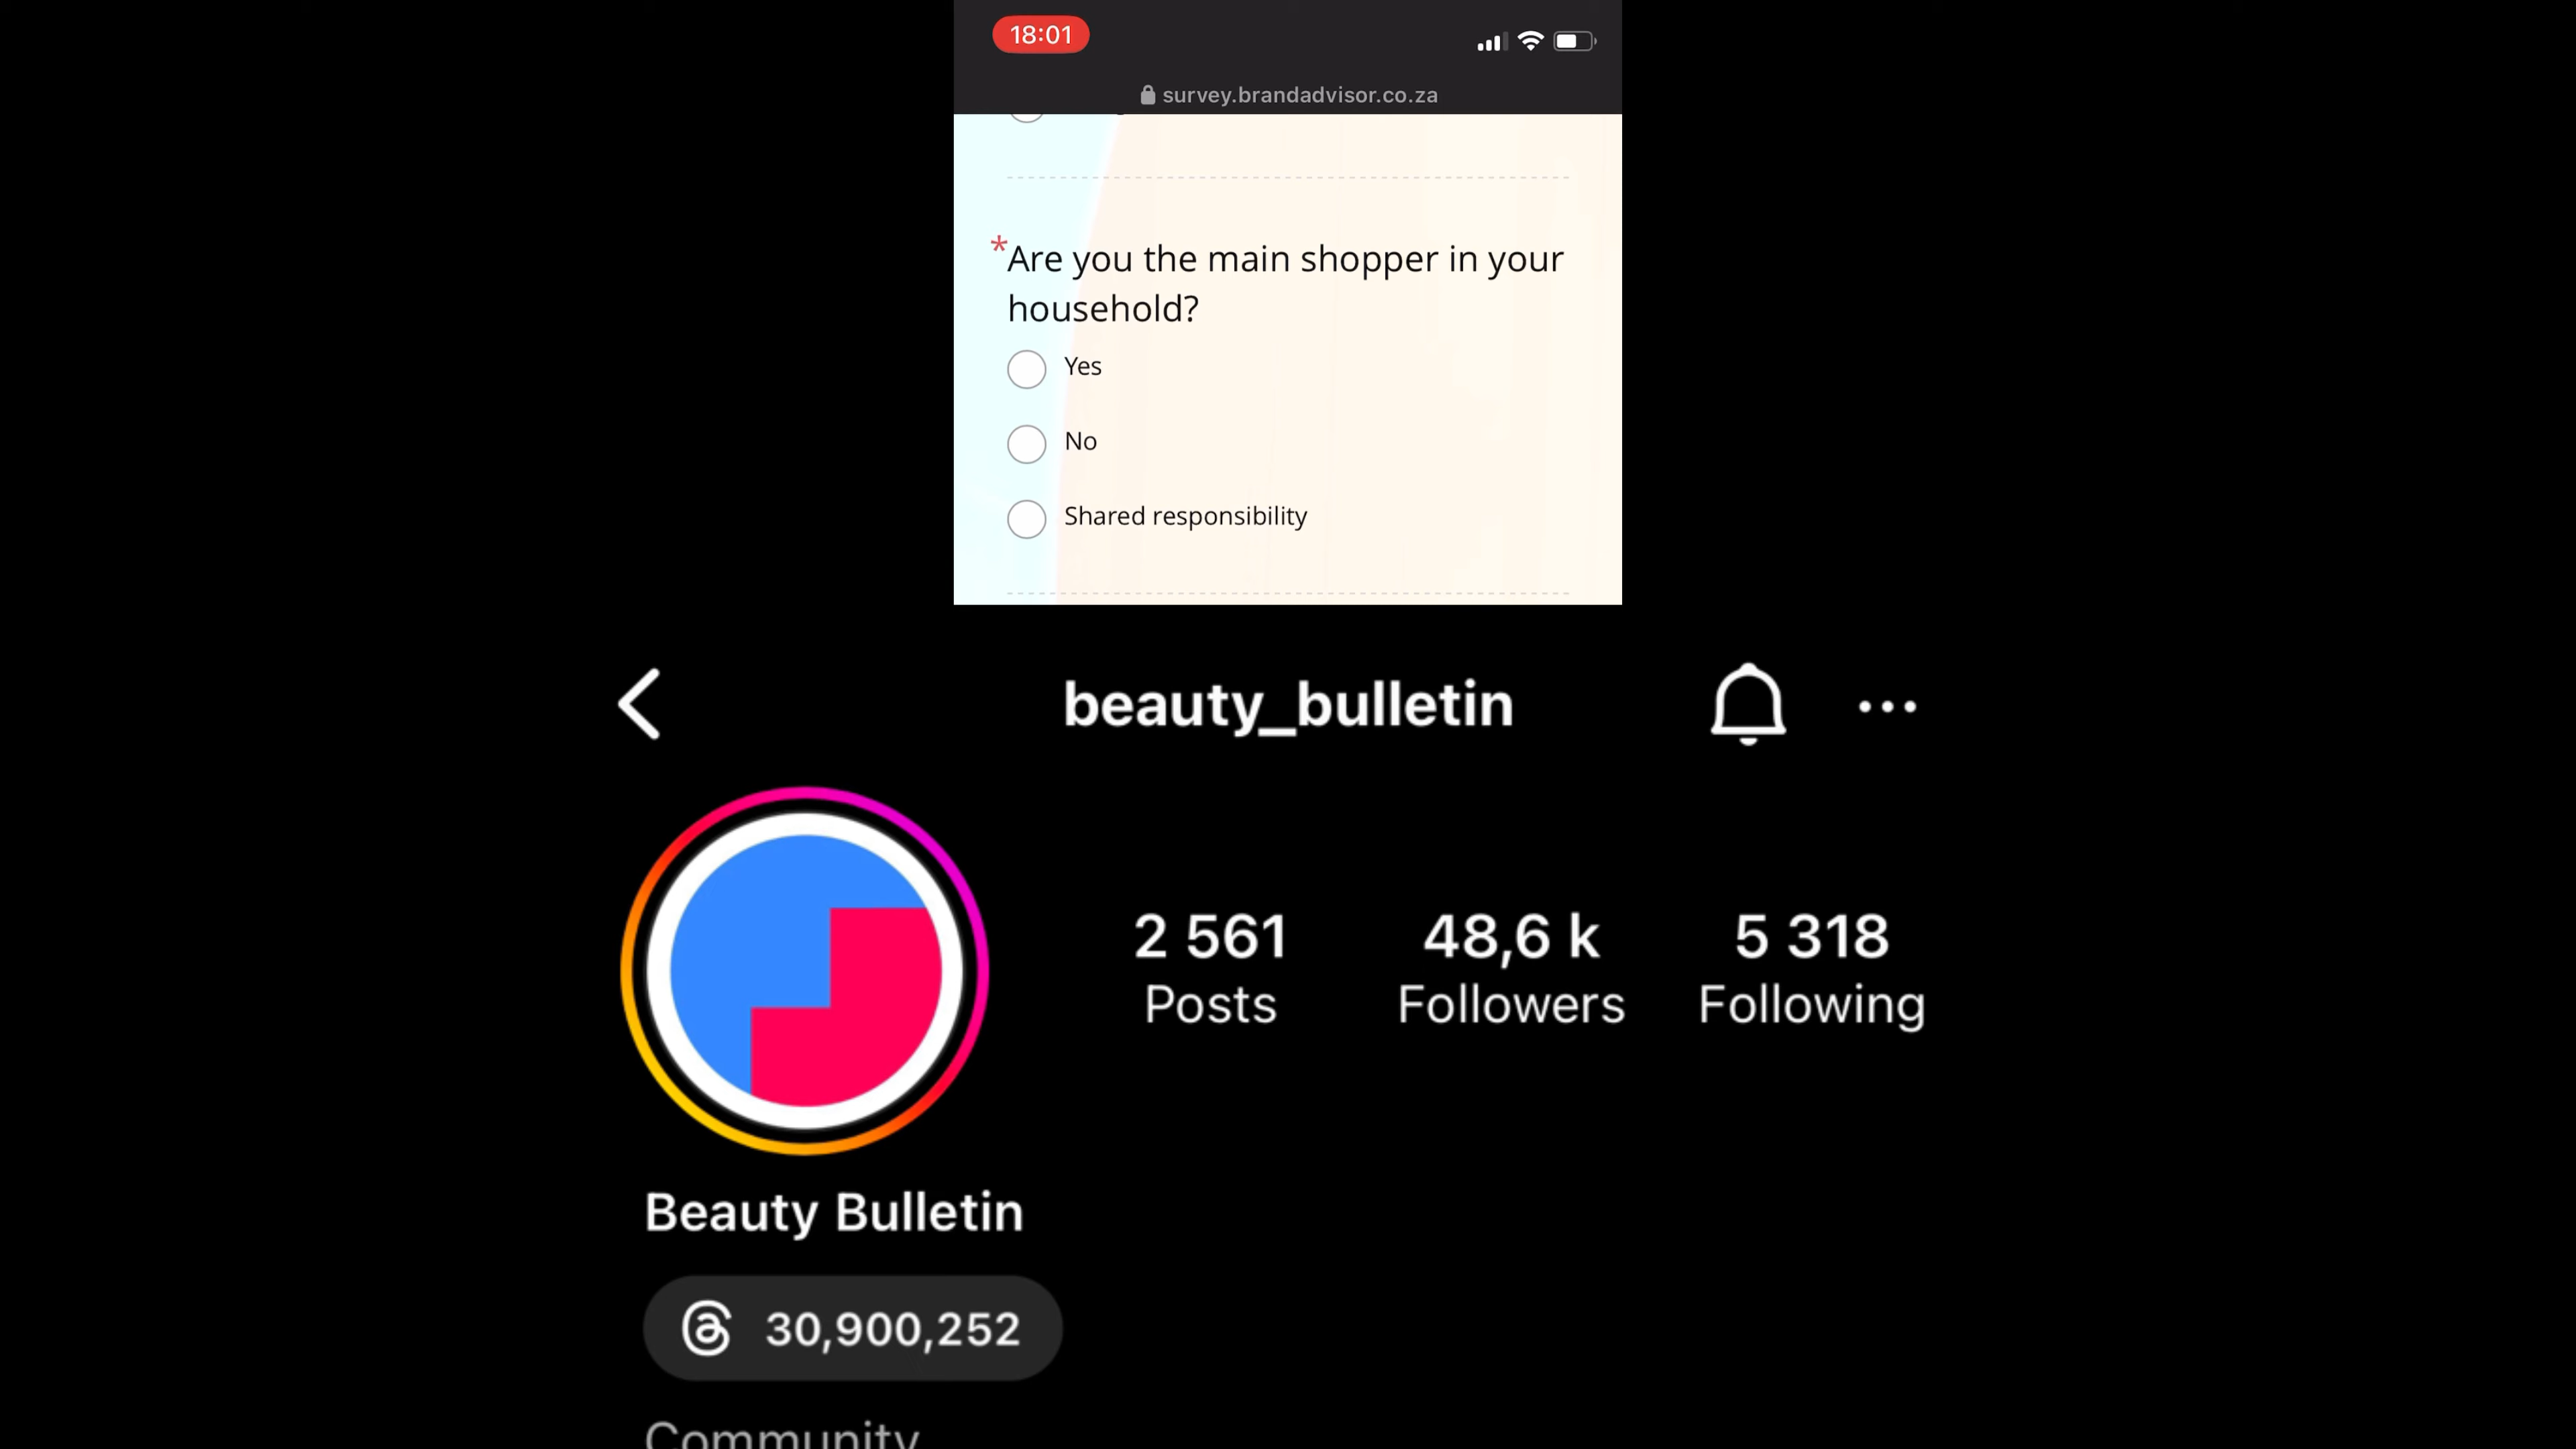 18:01
survey.brandadvisor.co.za
*Are you the main shopper in your
household?
Yes
No
Shared responsibility
beauty_bulletin
2 561 48,6 k 5 318
Posts Followers Following
Beauty Bulletin
30,900,252
Community